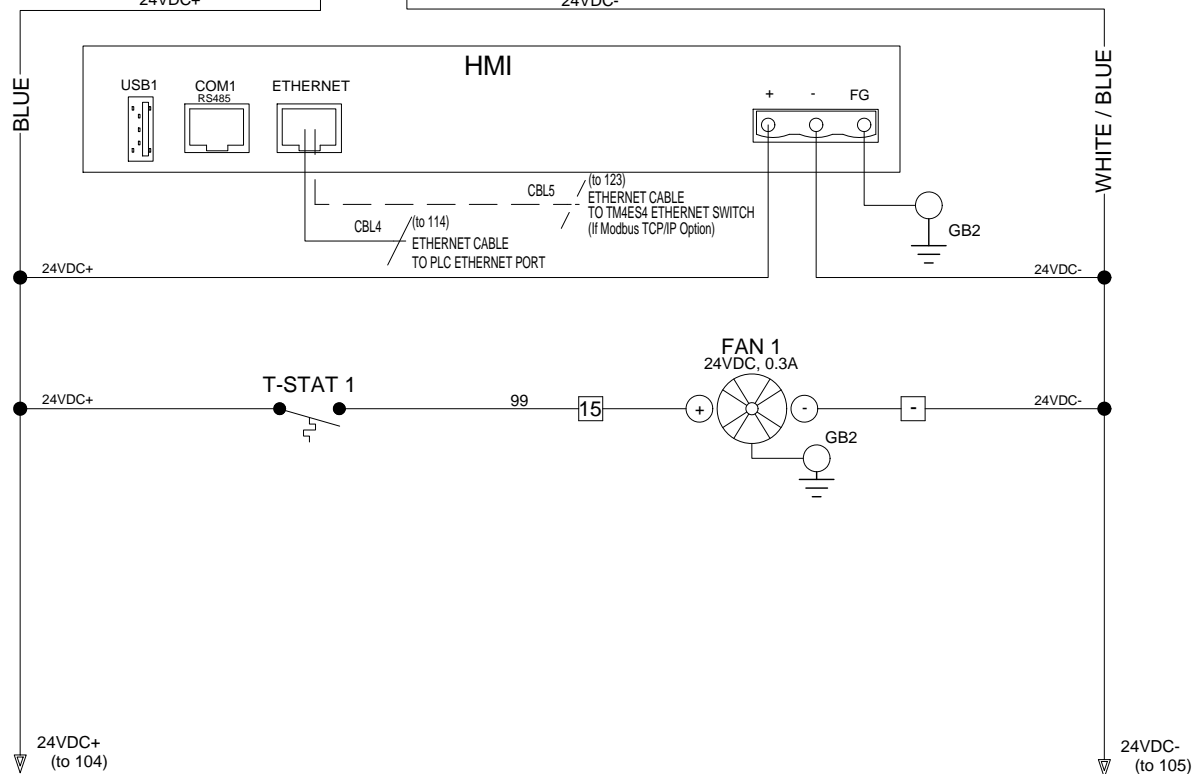 24VDC+
24VDC-
BLUE
WHITE / BLUE
HMI
USB1
COM1
RS485
ETHERNET
+ - FG
CBL5
(to 123)
ETHERNET CABLE
TO TM4ES4 ETHERNET SWITCH
(If Modbus TCP/IP Option)
CBL4
(to 114)
ETHERNET CABLE
TO PLC ETHERNET PORT
GB2
24VDC+
24VDC-
FAN 1
24VDC, 0.3A
T-STAT 1
24VDC+
99
15
+
-
-
24VDC-
GB2
24VDC+
(to 104)
24VDC-
(to 105)